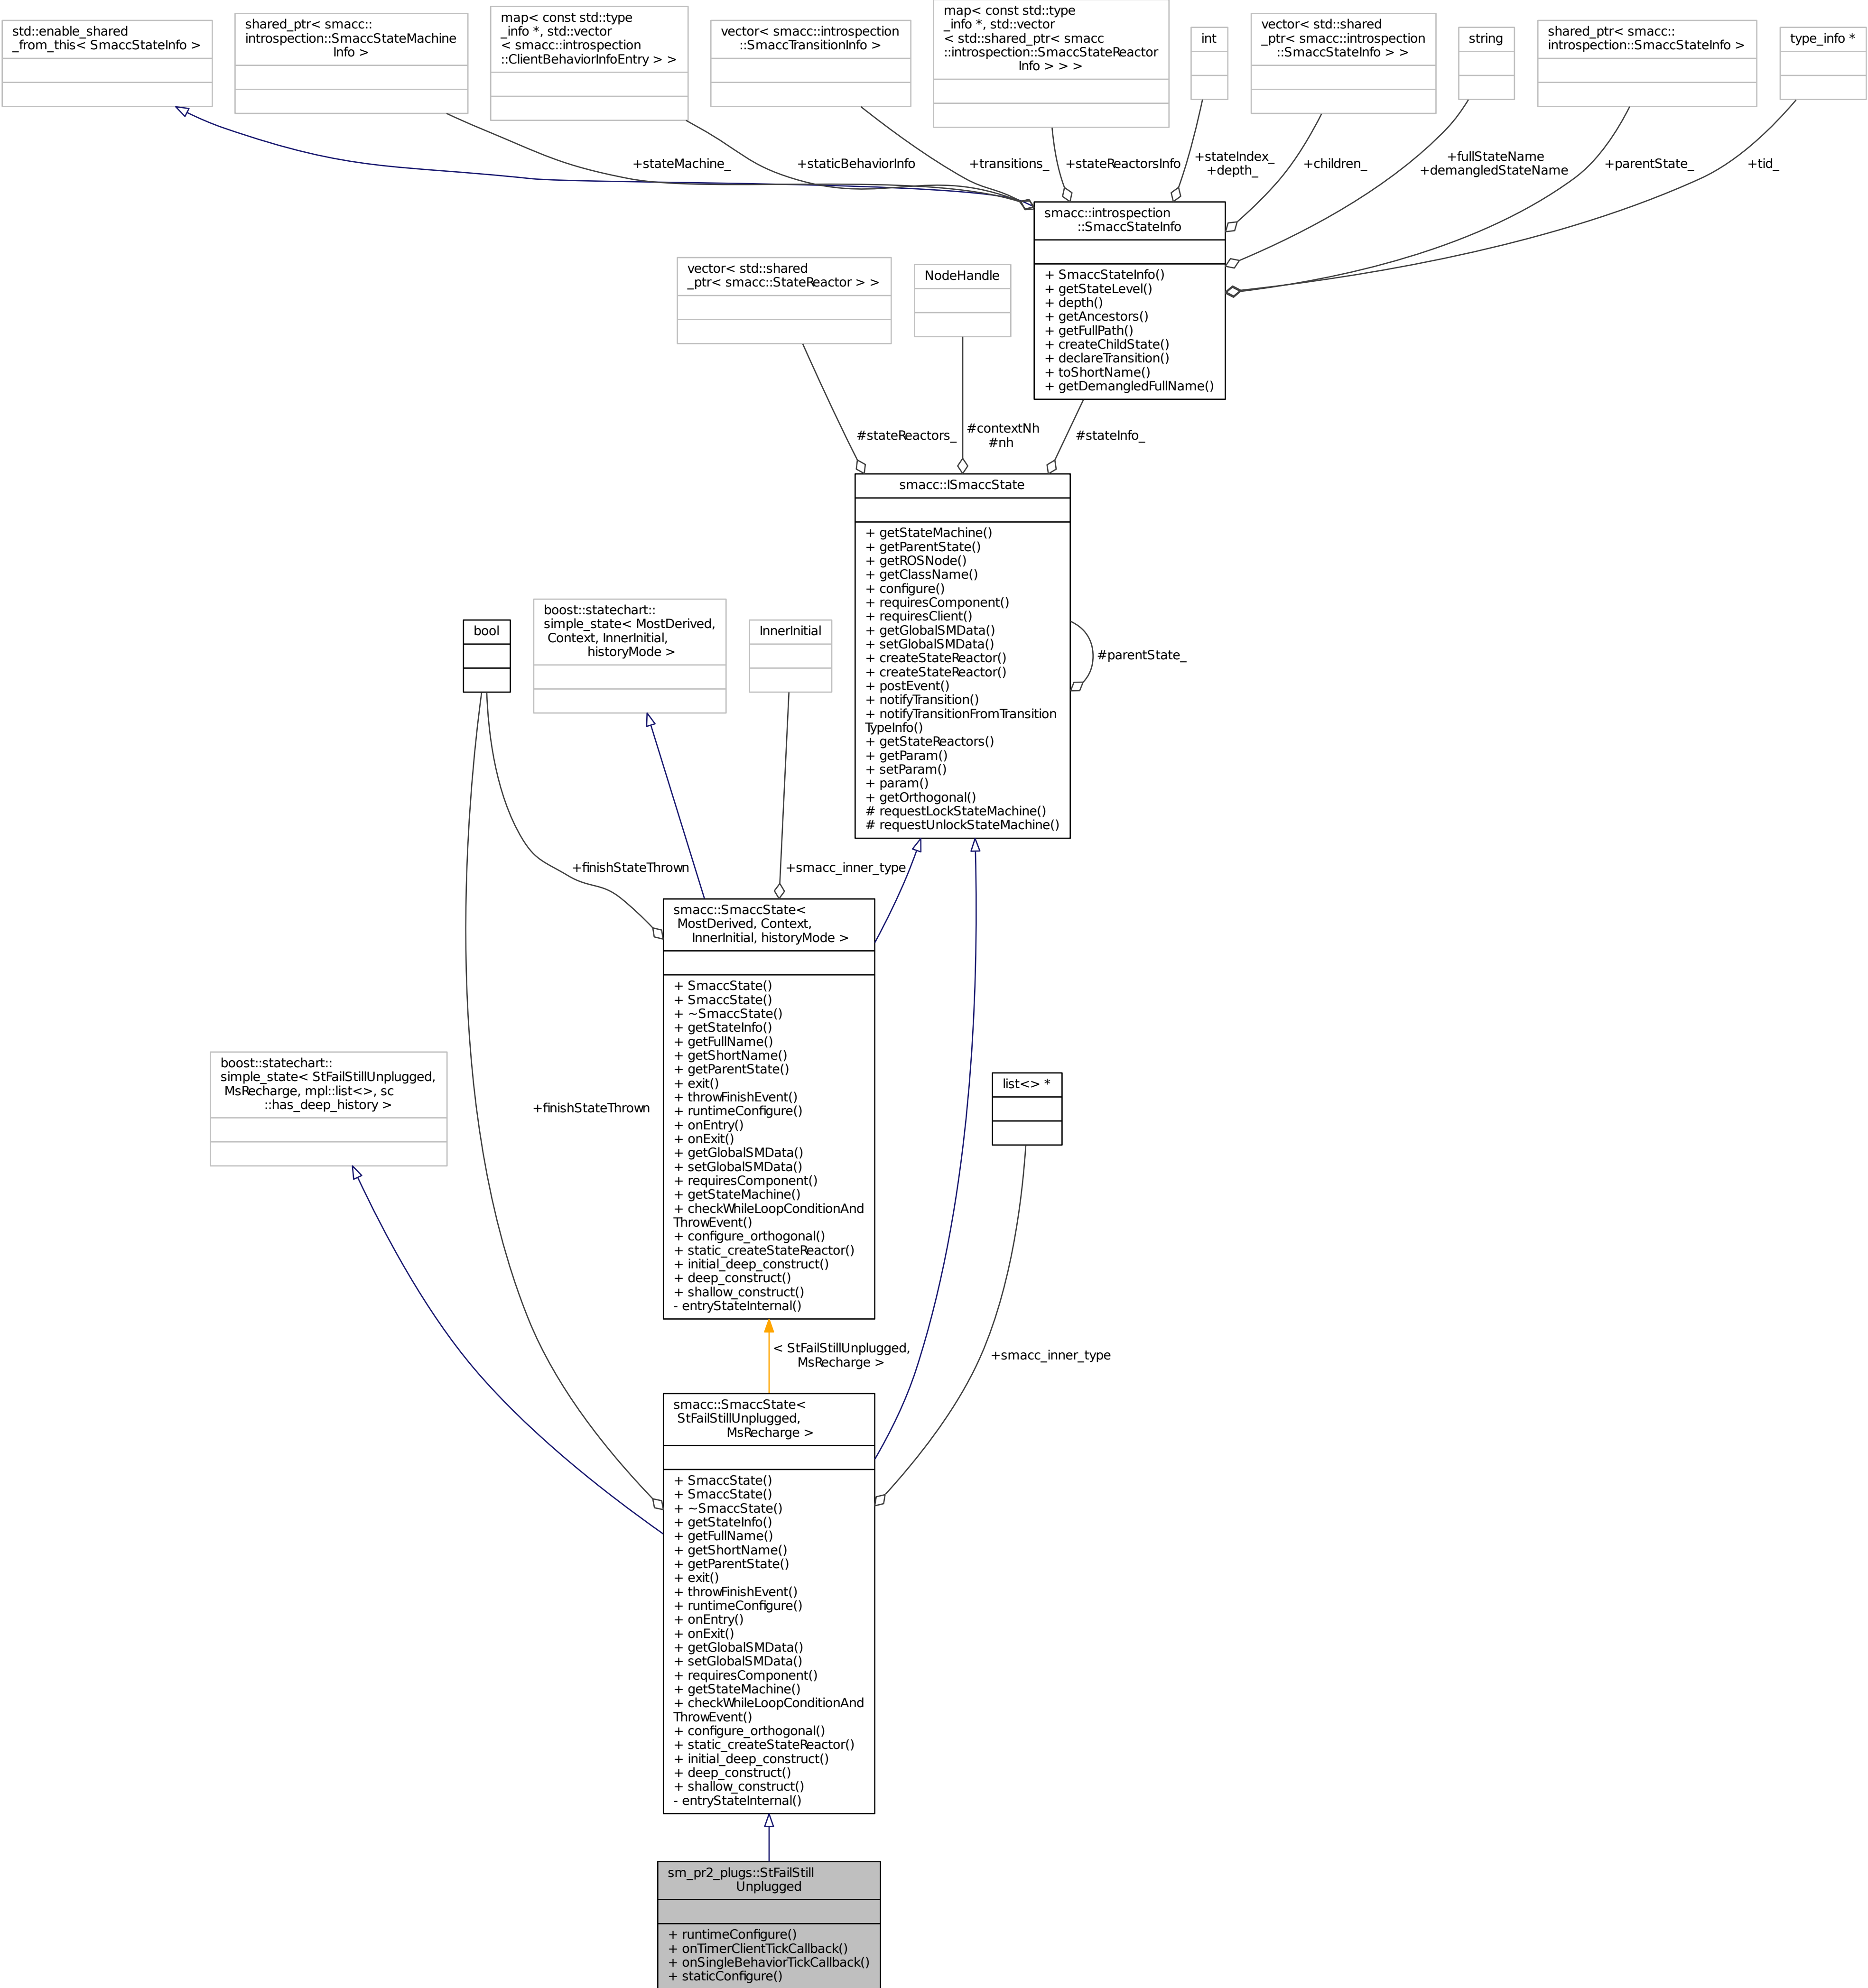 std::enable_shared
_from_this< SmaccStateInfo >
shared_ptr< smacc::
introspection::SmaccStateMachine
Info >
map< const std::type
_info *, std::vector
< smacc::introspection
::ClientBehaviorInfoEntry > >
vector< smacc::introspection
::SmaccTransitionInfo >
map< const std::type
_info *, std::vector
< std::shared_ptr< smacc
::introspection::SmaccStateReactor
Info > > >
int
vector< std::shared
_ptr< smacc::introspection
::SmaccStateInfo > >
string
shared_ptr< smacc::
introspection::SmaccStateInfo >
type_info *
+stateMachine_
+staticBehaviorInfo
+transitions_
+stateReactorsInfo
+stateIndex_
+depth_
+children_
+fullStateName
+demangledStateName
+parentState_
+tid_
smacc::introspection
::SmaccStateInfo
+ SmaccStateInfo()
+ getStateLevel()
+ depth()
+ getAncestors()
+ getFullPath()
+ createChildState()
+ declareTransition()
+ toShortName()
+ getDemangledFullName()
vector< std::shared
_ptr< smacc::StateReactor > >
NodeHandle
#stateReactors_
#contextNh
#nh
#stateInfo_
smacc::ISmaccState
+ getStateMachine()
+ getParentState()
+ getROSNode()
+ getClassName()
+ configure()
+ requiresComponent()
+ requiresClient()
+ getGlobalSMData()
+ setGlobalSMData()
+ createStateReactor()
+ createStateReactor()
+ postEvent()
+ notifyTransition()
+ notifyTransitionFromTransition
TypeInfo()
+ getStateReactors()
+ getParam()
+ setParam()
+ param()
+ getOrthogonal()
# requestLockStateMachine()
# requestUnlockStateMachine()
#parentState_
bool
boost::statechart::
simple_state< MostDerived,
Context, InnerInitial,
historyMode >
InnerInitial
+finishStateThrown
+smacc_inner_type
smacc::SmaccState<
MostDerived, Context,
InnerInitial, historyMode >
+ SmaccState()
+ SmaccState()
+ ~SmaccState()
+ getStateInfo()
+ getFullName()
+ getShortName()
+ getParentState()
+ exit()
+ throwFinishEvent()
+ runtimeConfigure()
+ onEntry()
+ onExit()
+ getGlobalSMData()
+ setGlobalSMData()
+ requiresComponent()
+ getStateMachine()
+ checkWhileLoopConditionAnd
ThrowEvent()
+ configure_orthogonal()
+ static_createStateReactor()
+ initial_deep_construct()
+ deep_construct()
+ shallow_construct()
- entryStateInternal()
boost::statechart::
simple_state< StFailStillUnplugged,
MsRecharge, mpl::list<>, sc
::has_deep_history >
+finishStateThrown
list<> *
< StFailStillUnplugged,
MsRecharge >
+smacc_inner_type
smacc::SmaccState<
StFailStillUnplugged,
MsRecharge >
+ SmaccState()
+ SmaccState()
+ ~SmaccState()
+ getStateInfo()
+ getFullName()
+ getShortName()
+ getParentState()
+ exit()
+ throwFinishEvent()
+ runtimeConfigure()
+ onEntry()
+ onExit()
+ getGlobalSMData()
+ setGlobalSMData()
+ requiresComponent()
+ getStateMachine()
+ checkWhileLoopConditionAnd
ThrowEvent()
+ configure_orthogonal()
+ static_createStateReactor()
+ initial_deep_construct()
+ deep_construct()
+ shallow_construct()
- entryStateInternal()
sm_pr2_plugs::StFailStill
Unplugged
+ runtimeConfigure()
+ onTimerClientTickCallback()
+ onSingleBehaviorTickCallback()
+ staticConfigure()